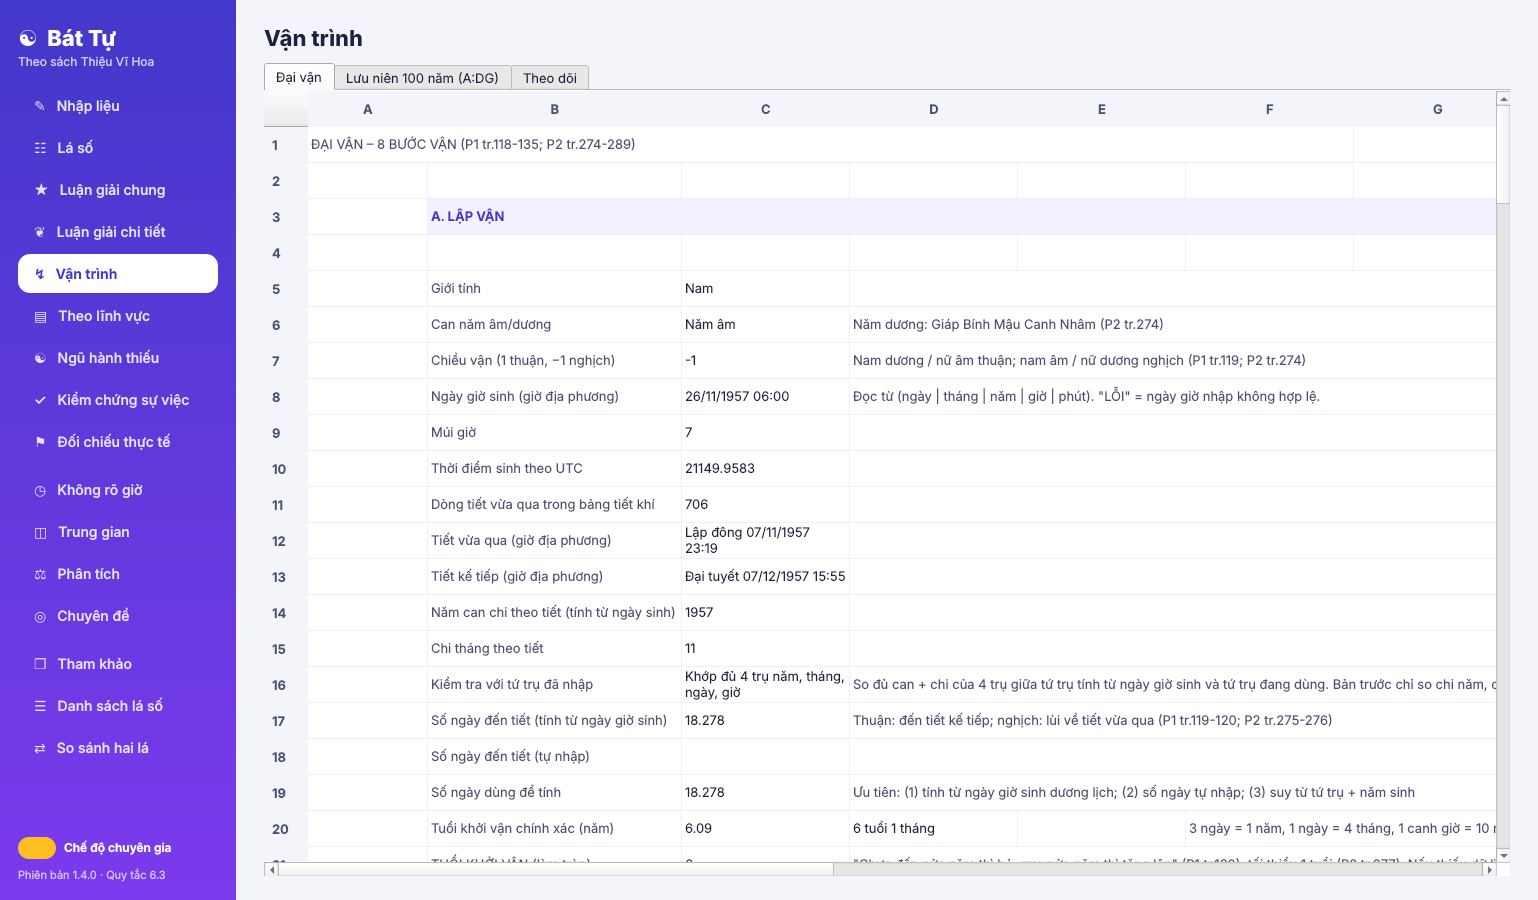 Bát Tự
Theo sách Thiệu Vĩ Hoa
Nhập liệu
Lá số
Luận giải chung
Luận giải chi tiết
Vận trình
Theo lĩnh vực
Ngũ hành thiếu
Kiểm chứng sự việc
Đối chiếu thực tế
Không rõ giờ
Trung gian
Phân tích
Chuyên đề
Tham khảo
Danh sách lá số
So sánh hai lá
Chế độ chuyên gia
Phiên bản 1.4.0 · Quy tắc 6.3
Vận trình
Đại vận Lưu niên 100 năm (A:DG) Theo dõi
A B C D E F G
1 ĐẠI VẬN – 8 BƯỚC VẬN (P1 tr.118-135; P2 tr.274-289)
2
3 A. LẬP VẬN
4
5 Giới tính Nam
6 Can năm âm/dương Năm âm Năm dương: Giáp Bính Mậu Canh Nhâm (P2 tr.274)
7 Chiều vận (1 thuận, −1 nghịch) -1 Nam dương / nữ âm thuận; nam âm / nữ dương nghịch (P1 tr.119; P2 tr.274)
8 Ngày giờ sinh (giờ địa phương) 26/11/1957 06:00 Đọc từ (ngày | tháng | năm | giờ | phút). "LỖI" = ngày giờ nhập không hợp lệ.
9 Múi giờ 7
10 Thời điểm sinh theo UTC 21149.9583
11 Dòng tiết vừa qua trong bảng tiết khí 706
12 Tiết vừa qua (giờ địa phương) Lập đông 07/11/1957
23:19
13 Tiết kế tiếp (giờ địa phương) Đại tuyết 07/12/1957 15:55
14 Năm can chi theo tiết (tính từ ngày sinh) 1957
15 Chi tháng theo tiết 11
16 Kiểm tra với tứ trụ đã nhập Khớp đủ 4 trụ năm, tháng,
ngày, giờ So đủ can + chi của 4 trụ giữa tứ trụ tính từ ngày giờ sinh và tứ trụ đang dùng. Bản trước chỉ so chi năm,
17 Số ngày đến tiết (tính từ ngày giờ sinh) 18.278 Thuận: đến tiết kế tiếp; nghịch: lùi về tiết vừa qua (P1 tr.119-120; P2 tr.275-276)
18 Số ngày đến tiết (tự nhập)
19 Số ngày dùng để tính 18.278 Ưu tiên: (1) tính từ ngày giờ sinh dương lịch; (2) số ngày tự nhập; (3) suy từ tứ trụ + năm sinh
20 Tuổi khởi vận chính xác (năm) 6.09 6 tuổi 1 tháng 3 ngày = 1 năm, 1 ngày = 4 tháng, 1 canh giờ = 10